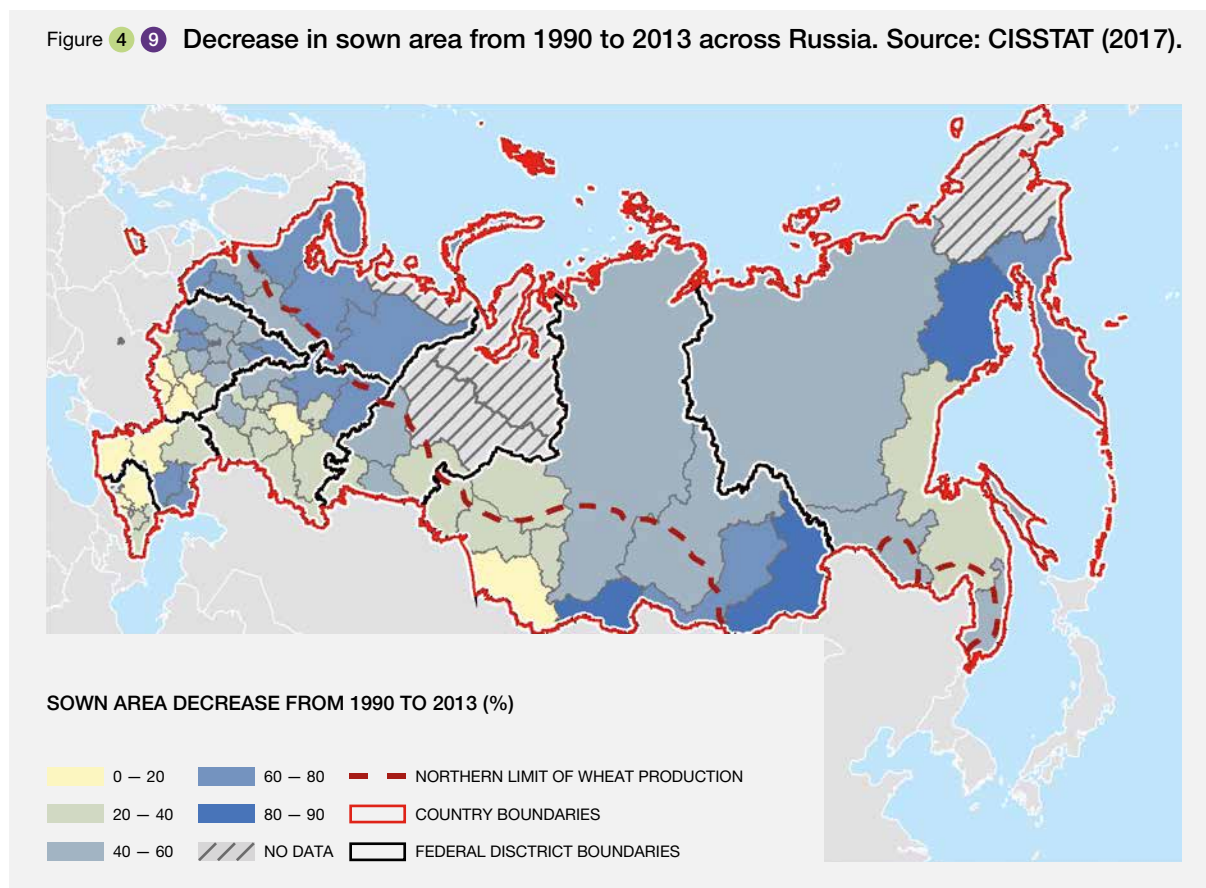 Figure 4 9 Decrease in sown area from 1990 to 2013 across Russia. Source: CISSTAT (2017).
SOWN AREA DECREASE FROM 1990 TO 2013 (%)
0 — 20
60 — 80
NORTHERN LIMIT OF WHEAT PRODUCTION
20 — 40
80 — 90
COUNTRY BOUNDARIES
40 — 60
NO DATA
FEDERAL DISCTRICT BOUNDARIES